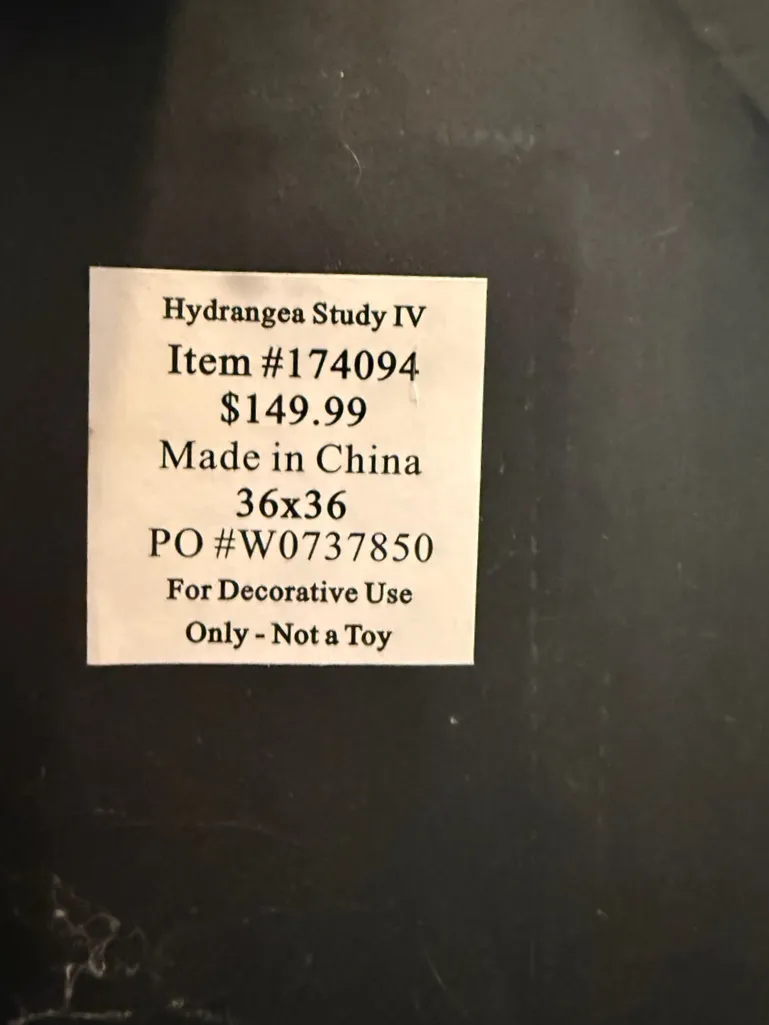 Hydrangea Study IV
Item #174094
$149.99
Made in China
36x36
PO #W0737850
For Decorative Use
Only - Not a Toy